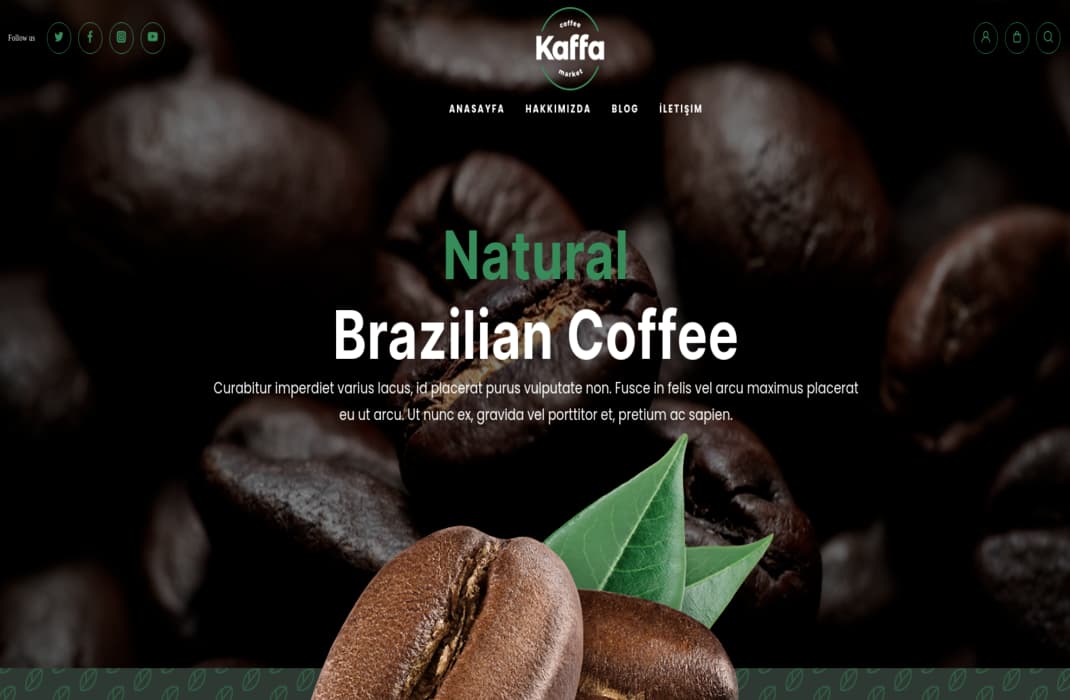 Follow us
coffee
Kaffa
market
ANASAYFA HAKKIMIZDA BLOG İLETIŞIM
Natural
Brazilian Coffee
Curabitur imperdiet varius lacus, id placerat purus vulputate non. Fusce in felis vel arcu maximus placerat
eu ut arcu. Ut nunc ex, gravida vel porttitor et, pretium ac sapien.